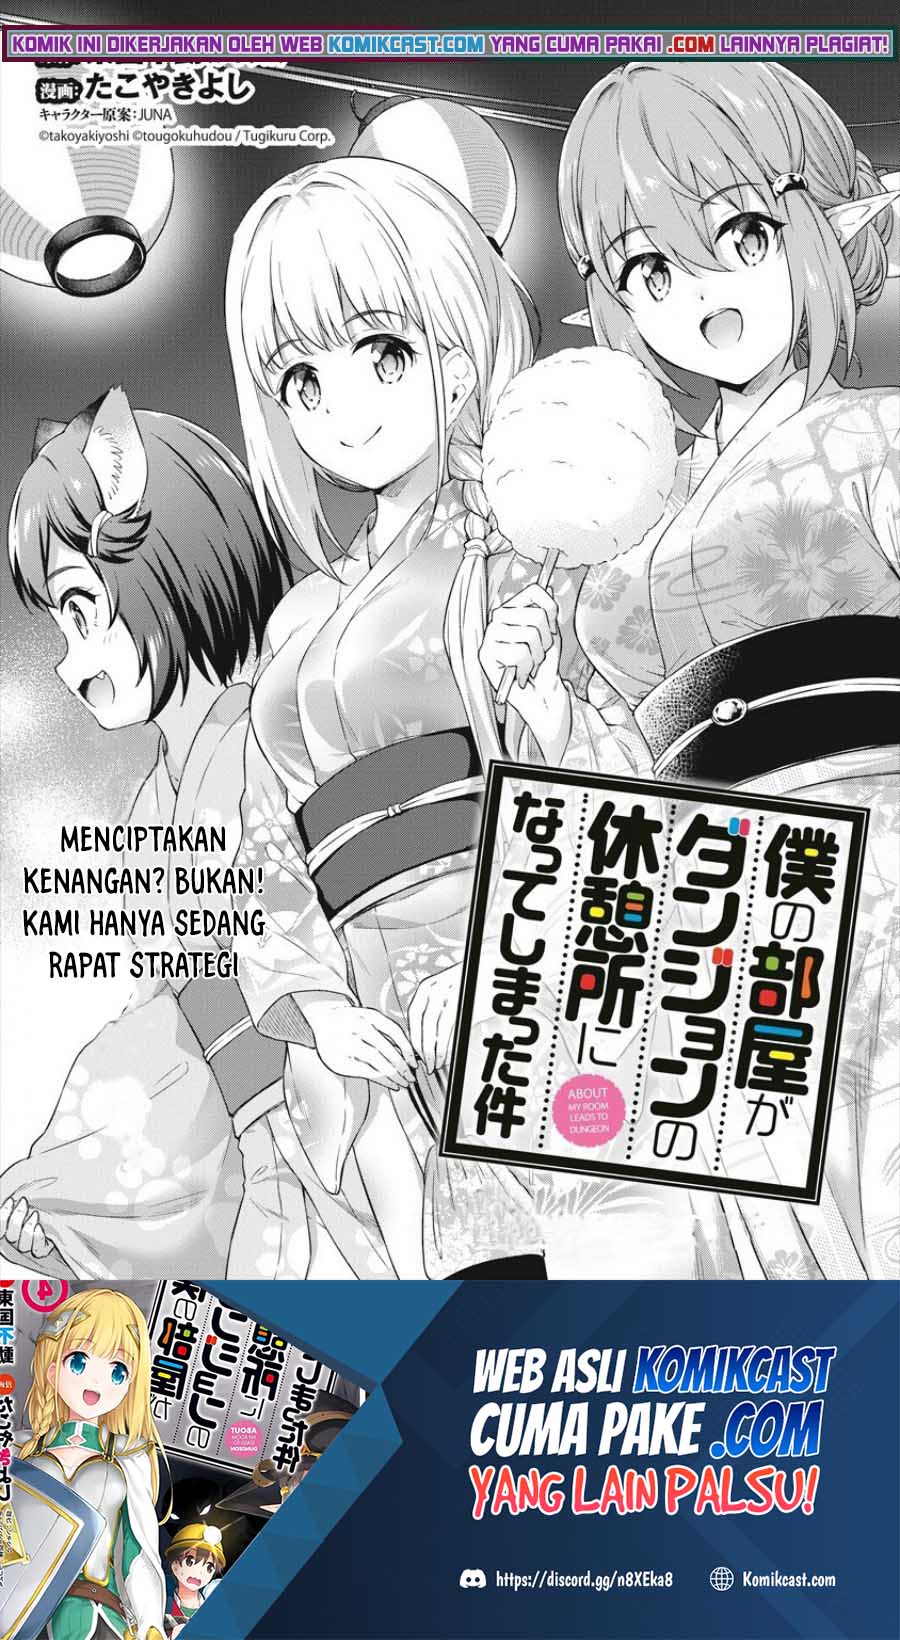 KOMIK INI DIKERJAKAN OLEH WEB KOMIKCAST.COM YANG CUMA PAKAI .COM LAINNYA PLAGIAT!
漫画:たこやきよし
キャラクター原案:JUNA
©takoyakiyoshi ©tougokuhudou / Tugikuru Corp.
MENCIPTAKAN
KENANGAN? BUKAN!
KAMI HANYA SEDANG
RAPAT STRATEGI
僕の部屋が
ダンジョンの
休憩所に
なってしまった件
ABOUT
MY ROOM
LEADS TO
DUNGEON
4
WEB ASLI KOMIKCAST
CUMA PAKE .COM
YANG LAIN PALSU!
https://discord.gg/n8XEka8
Komikcast.com